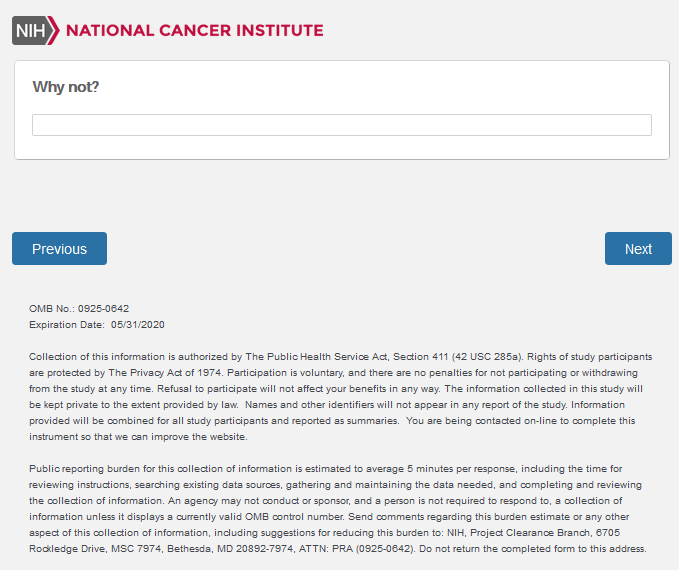 NIH NATIONAL CANCER INSTITUTE
Why not?
Previous
Next
OMB No.: 0925-0642
Expiration Date:  05/31/2020
Collection of this information is authorized by The Public Health Service Act, Section 411 (42 USC 285a). Rights of study participants
are protected by The Privacy Act of 1974. Participation is voluntary, and there are no penalties for not participating or withdrawing
from the study at any time. Refusal to participate will not affect your benefits in any way. The information collected in this study will
be kept private to the extent provided by law.  Names and other identifiers will not appear in any report of the study. Information
provided will be combined for all study participants and reported as summaries.  You are being contacted on-line to complete this
instrument so that we can improve the website.
Public reporting burden for this collection of information is estimated to average 5 minutes per response, including the time for
reviewing instructions, searching existing data sources, gathering and maintaining the data needed, and completing and reviewing
the collection of information. An agency may not conduct or sponsor, and a person is not required to respond to, a collection of
information unless it displays a currently valid OMB control number. Send comments regarding this burden estimate or any other
aspect of this collection of information, including suggestions for reducing this burden to: NIH, Project Clearance Branch, 6705
Rockledge Drive, MSC 7974, Bethesda, MD 20892-7974, ATTN: PRA (0925-0642). Do not return the completed form to this address.